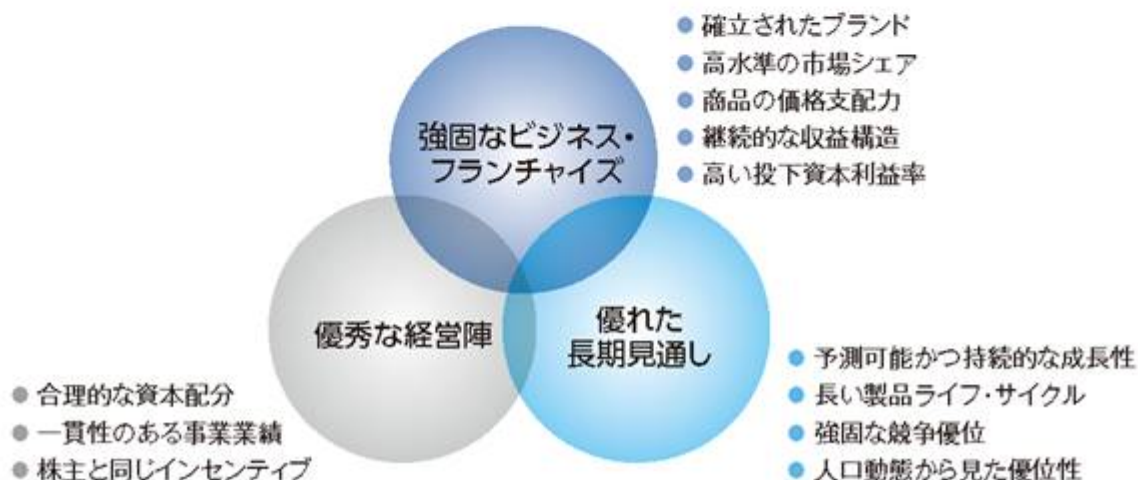 確立されたブランド
高水準の市場シェア
商品の価格支配力
継続的な収益構造
高い投下資本利益率
強固なビジネス・
フランチャイズ
優秀な経営陣
優れた
長期見通し
合理的な資本配分
一貫性のある事業業績
株主と同じインセンティブ
予測可能かつ持続的な成長性
長い製品ライフ・サイクル
強固な競争優位
人口動態から見た優位性